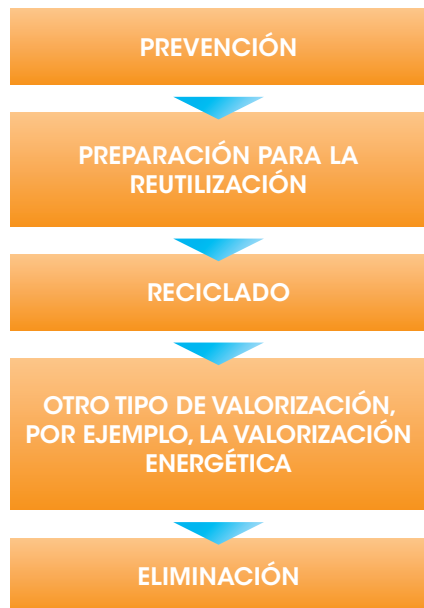 PREVENCIÓN
PREPARACIÓN PARA LA
REUTILIZACIÓN
RECICLADO
OTRO TIPO DE VALORIZACIÓN,
POR EJEMPLO, LA VALORIZACIÓN
ENERGÉTICA
ELIMINACIÓN